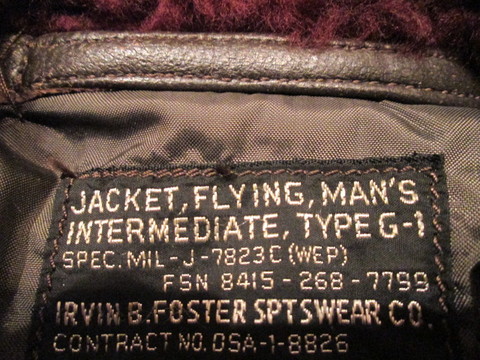 JACKET, FLYING, MAN'S
INTERMEDIATE, TYPE G-1
SPEC. MIL-J-7823C (WEP)
FSN 8415-268-7799
IRVIN B. FOSTER SPTSWEAR CO.
CONTRACT NO. DSA-1-8826